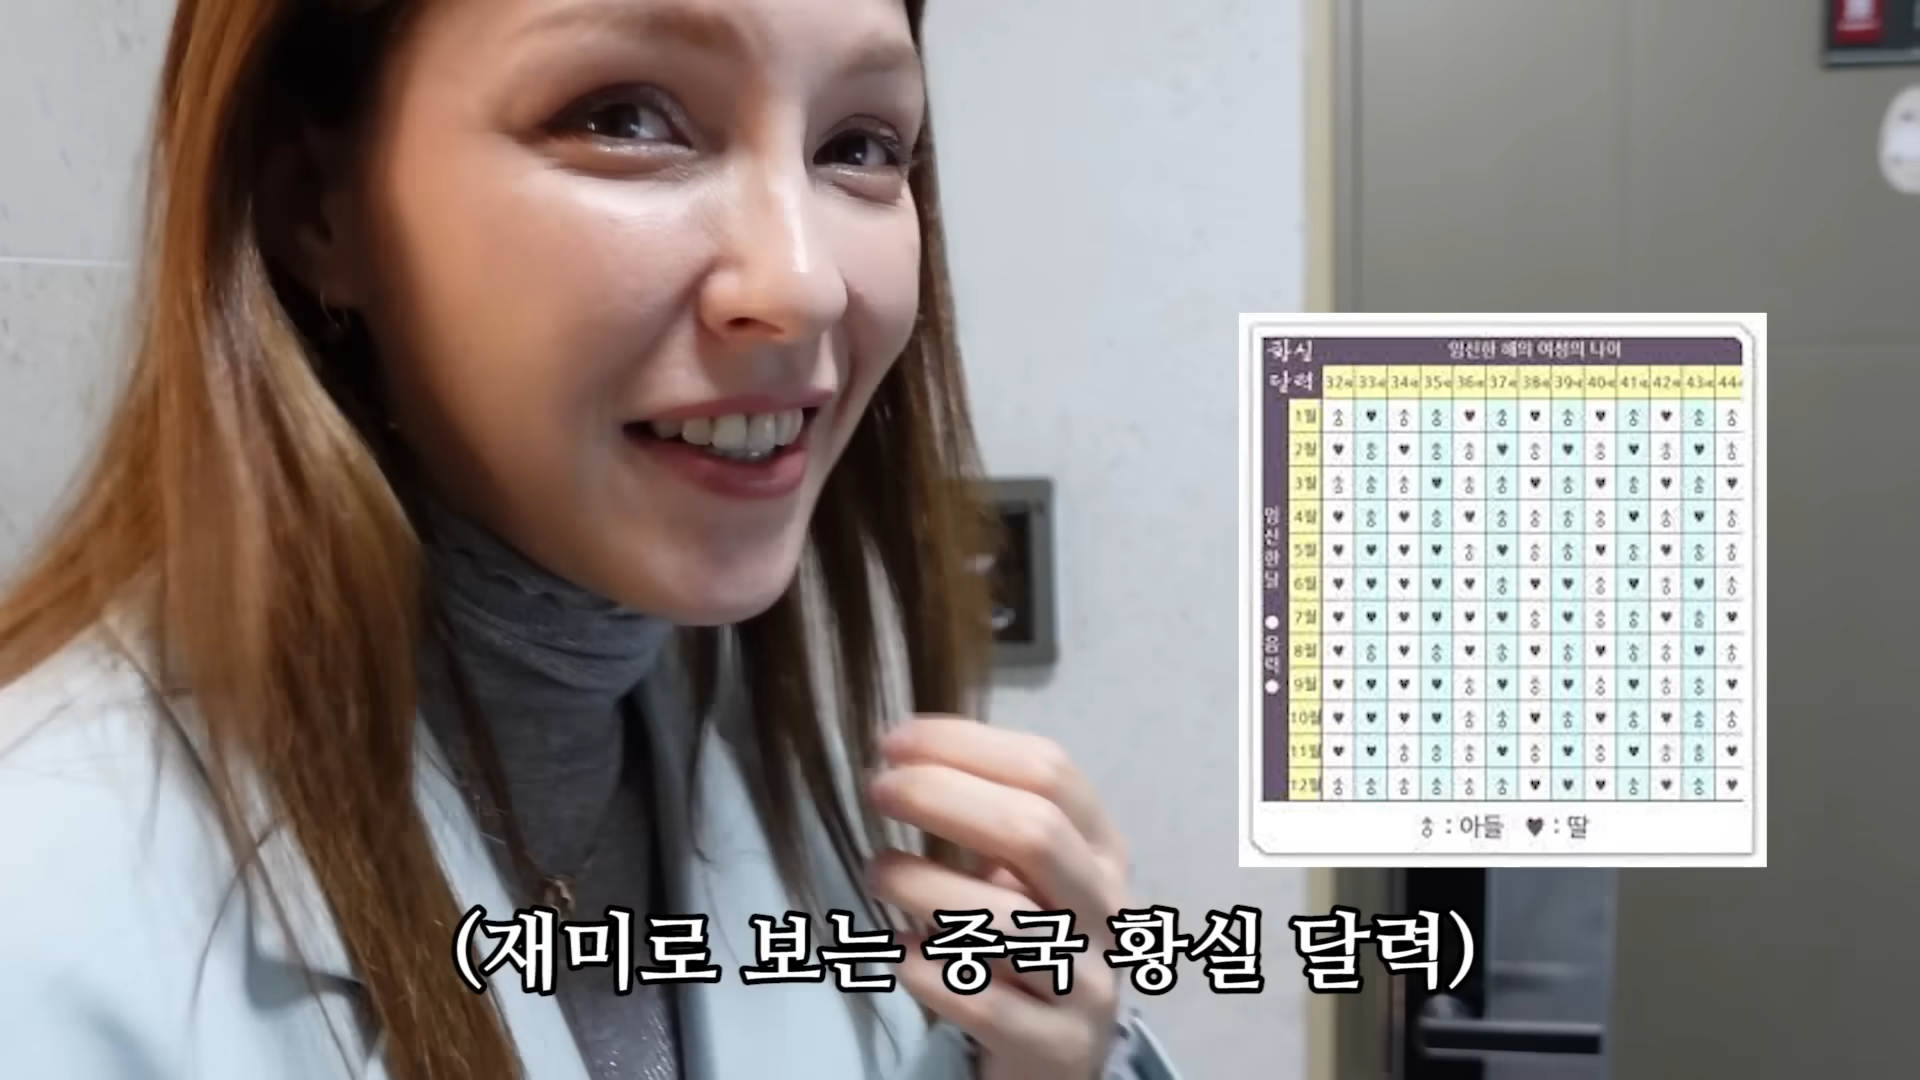 황실 임신한 해의 여성의 나이
달력 32세 33세 34세 35세 36세 37세 38세 39세 40세 41세 42세 43세 44세
임신한달 ● 음력 ●
1월 ♂ ♥ ♂ ♂ ♥ ♂ ♥ ♂ ♥ ♂ ♥ ♂ ♂
2월 ♥ ♂ ♥ ♂ ♂ ♥ ♂ ♥ ♂ ♥ ♂ ♥ ♂
3월 ♂ ♂ ♂ ♥ ♂ ♂ ♥ ♂ ♥ ♂ ♥ ♂ ♥
4월 ♥ ♂ ♥ ♂ ♥ ♂ ♂ ♂ ♂ ♥ ♂ ♥ ♂
5월 ♥ ♥ ♥ ♥ ♂ ♥ ♂ ♂ ♥ ♂ ♥ ♂ ♂
6월 ♥ ♥ ♥ ♥ ♥ ♂ ♥ ♥ ♂ ♥ ♂ ♥ ♂
7월 ♥ ♥ ♥ ♥ ♥ ♥ ♂ ♥ ♂ ♂ ♥ ♂ ♥
8월 ♥ ♂ ♥ ♂ ♥ ♂ ♥ ♂ ♥ ♂ ♂ ♥ ♂
9월 ♥ ♥ ♥ ♥ ♂ ♥ ♂ ♥ ♂ ♥ ♂ ♂ ♥
10월 ♥ ♥ ♥ ♥ ♂ ♂ ♥ ♂ ♥ ♂ ♥ ♂ ♂
11월 ♥ ♥ ♂ ♂ ♂ ♥ ♂ ♥ ♂ ♥ ♂ ♂ ♥
12월 ♂ ♂ ♂ ♂ ♂ ♂ ♥ ♥ ♥ ♂ ♥ ♂ ♥
♂ : 아들 ♥ : 딸
(재미로 보는 중국 황실 달력)